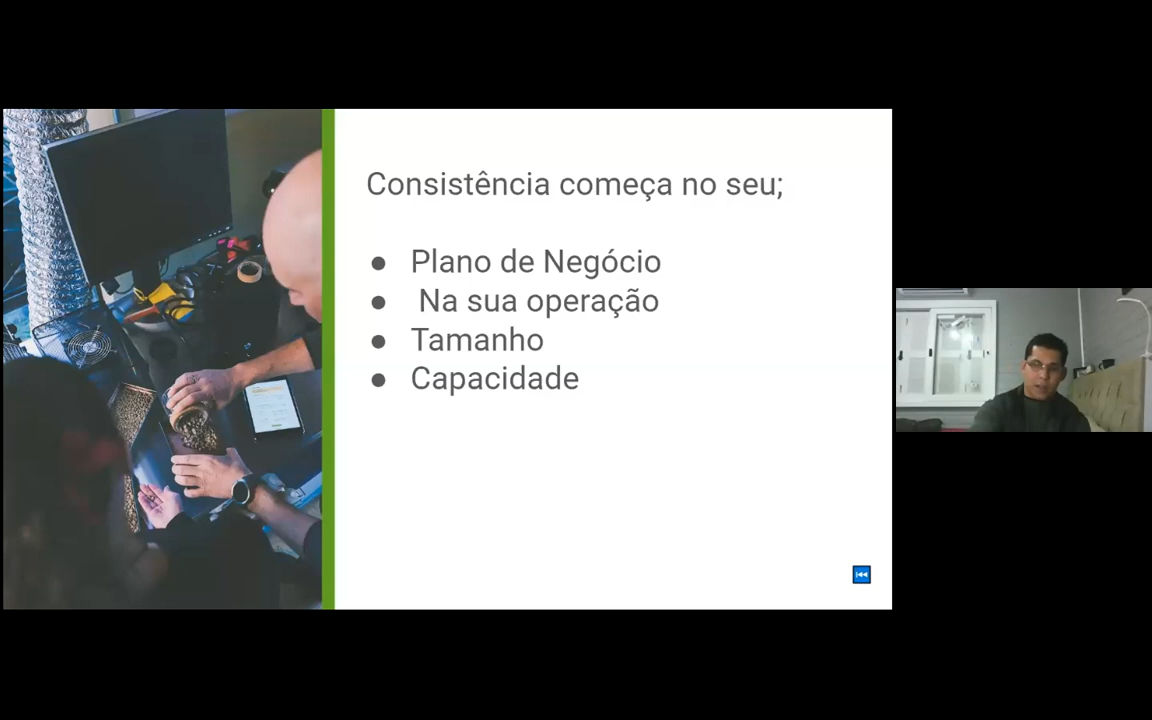 Consistência começa no seu;
● Plano de Negócio
● Na sua operação
● Tamanho
● Capacidade